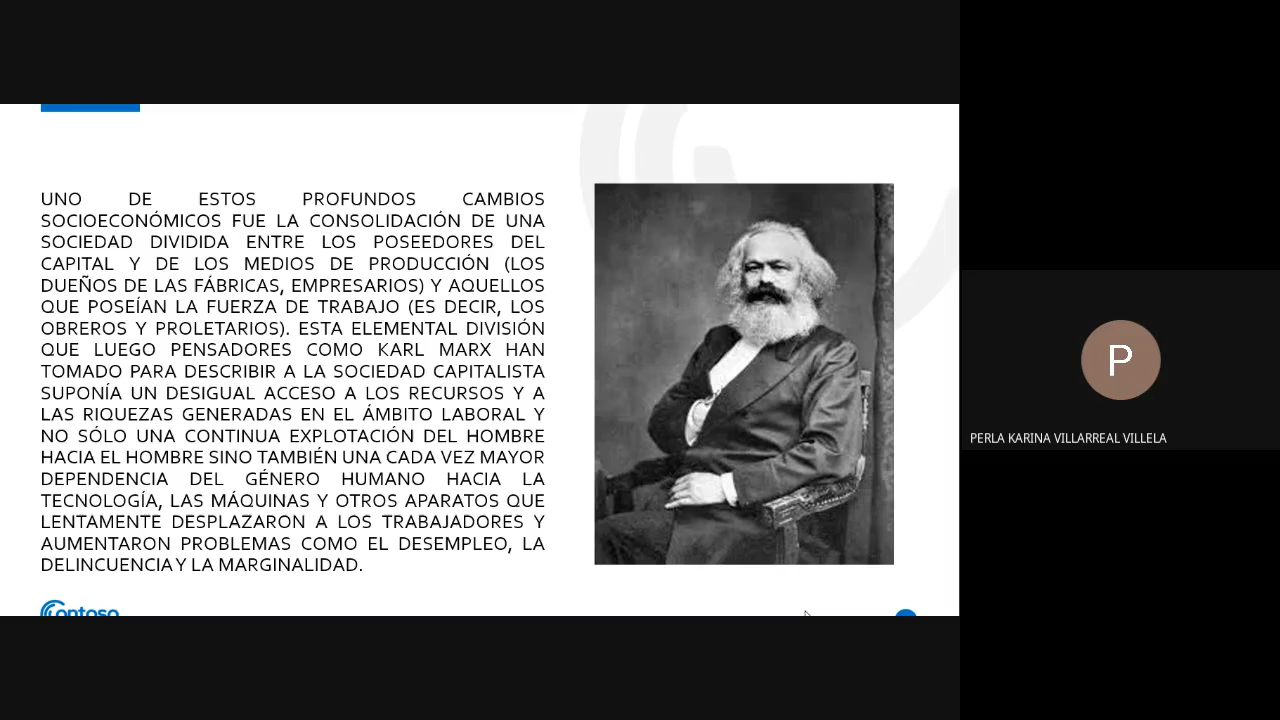 UNO DE ESTOS PROFUNDOS CAMBIOS
SOCIOECONÓMICOS FUE LA CONSOLIDACIÓN DE UNA
SOCIEDAD DIVIDIDA ENTRE LOS POSEEDORES DEL
CAPITAL Y DE LOS MEDIOS DE PRODUCCIÓN (LOS
DUEÑOS DE LAS FÁBRICAS, EMPRESARIOS) Y AQUELLOS
QUE POSEÍAN LA FUERZA DE TRABAJO (ES DECIR, LOS
OBREROS Y PROLETARIOS). ESTA ELEMENTAL DIVISIÓN
QUE LUEGO PENSADORES COMO KARL MARX HAN
TOMADO PARA DESCRIBIR A LA SOCIEDAD CAPITALISTA
SUPONÍA UN DESIGUAL ACCESO A LOS RECURSOS Y A
LAS RIQUEZAS GENERADAS EN EL ÁMBITO LABORAL Y
NO SÓLO UNA CONTINUA EXPLOTACIÓN DEL HOMBRE
HACIA EL HOMBRE SINO TAMBIÉN UNA CADA VEZ MAYOR
DEPENDENCIA DEL GÉNERO HUMANO HACIA LA
TECNOLOGÍA, LAS MÁQUINAS Y OTROS APARATOS QUE
LENTAMENTE DESPLAZARON A LOS TRABAJADORES Y
AUMENTARON PROBLEMAS COMO EL DESEMPLEO, LA
DELINCUENCIA Y LA MARGINALIDAD.
Contoso
P
PERLA KARINA VILLARREAL VILLELA